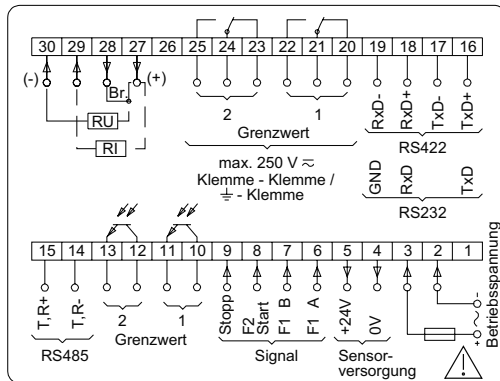 30 29 28 27 26 25 24 23 22 21 20 19 18 17 16
(-) (+)
Br.
RU
RI
2 1
Grenzwert
max. 250 V ⎓
Klemme - Klemme /
⏚ - Klemme
RxD- RxD+ TxD- TxD+
RS422
GND RxD TxD
RS232
15 14 13 12 11 10 9 8 7 6 5 4 3 2 1
T,R+ T,R-
RS485
2 1
Grenzwert
Stopp
F2 Start
F1 B
F1 A
Signal
+24V
0V
Sensor-
versorgung
- ~ +
Betriebsspannung
!